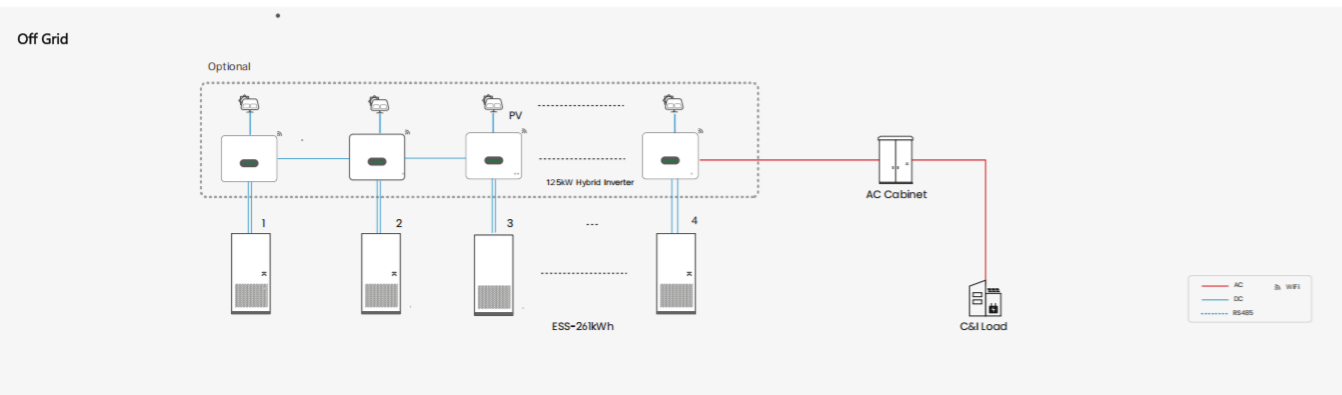 Off Grid
Optional
PV
125kW Hybrid Inverter
1
2
3
4
ESS-261kWh
AC Cabinet
C&I Load
AC
WiFi
DC
RS485